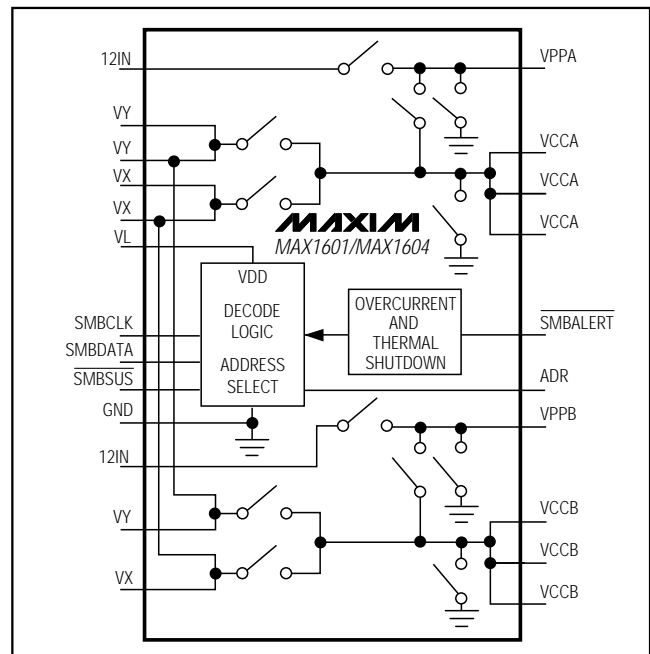 12IN
VPPA
VY
VY
VCCA
VX
VCCA
VX
VCCA
MAXIM
VL
MAX1601/MAX1604
VDD
DECODE
LOGIC
ADDRESS
SELECT
OVERCURRENT
AND
THERMAL
SHUTDOWN
SMBCLK
SMBALERT
SMBDATA
SMBSUS
ADR
GND
VPPB
12IN
VY
VCCB
VCCB
VX
VCCB